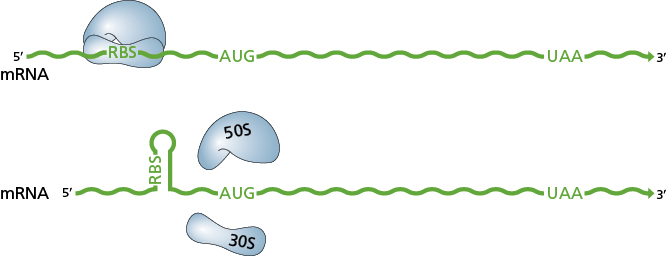 5′ RBS AUG UAA 3′
mRNA
50S
RBS
mRNA 5′ AUG UAA 3′
30S